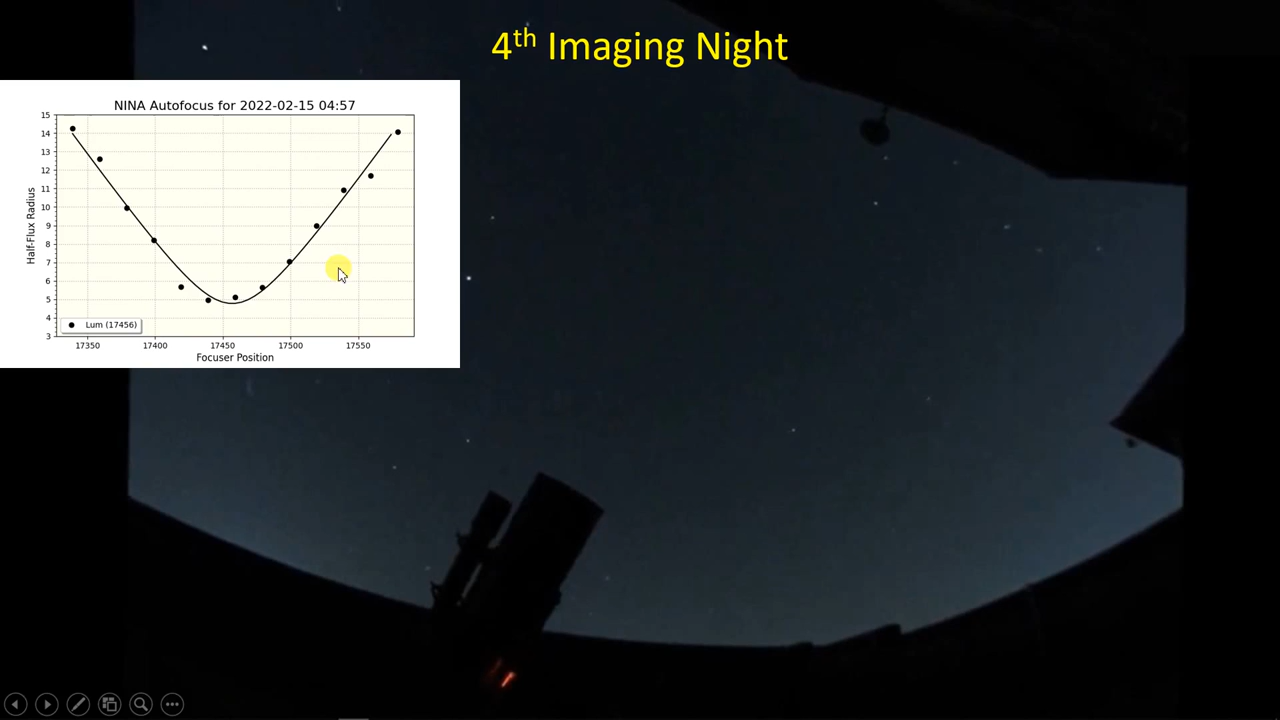 4th Imaging Night
NINA Autofocus for 2022-02-15 04:57
15
14
13
12
11
10
9
8
7
6
5
4
3
Half-Flux Radius
Lum (17456)
17350 17400 17450 17500 17550
Focuser Position